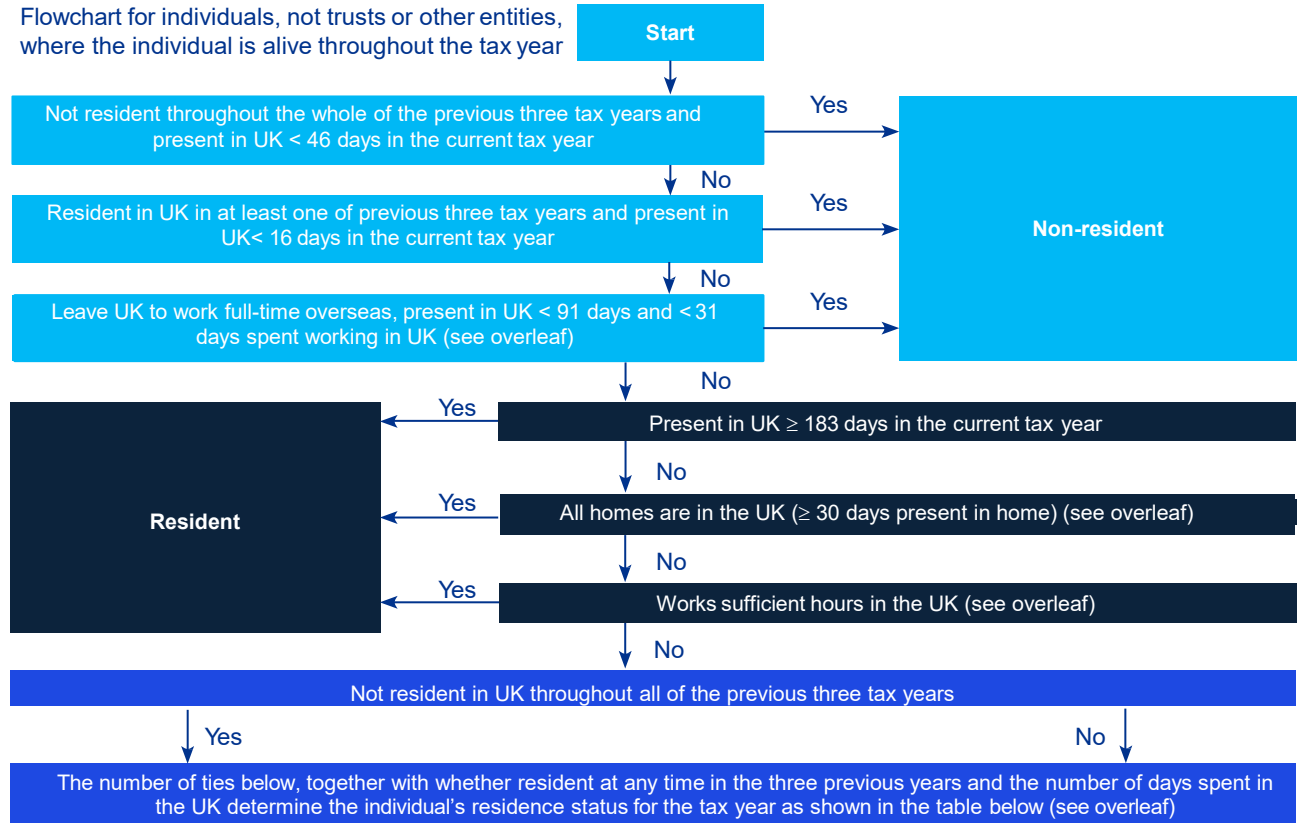 Flowchart for individuals, not trusts or other entities,
where the individual is alive throughout the tax year
Start
Not resident throughout the whole of the previous three tax years and
present in UK < 46 days in the current tax year
Yes
No
Resident in UK in at least one of previous three tax years and present in
UK< 16 days in the current tax year
Yes
Non-resident
No
Leave UK to work full-time overseas, present in UK < 91 days and < 31
days spent working in UK (see overleaf)
Yes
No
Resident
Yes
Present in UK ≥ 183 days in the current tax year
No
Yes
All homes are in the UK (≥ 30 days present in home) (see overleaf)
No
Yes
Works sufficient hours in the UK (see overleaf)
No
Not resident in UK throughout all of the previous three tax years
Yes
No
The number of ties below, together with whether resident at any time in the three previous years and the number of days spent in
the UK determine the individual's residence status for the tax year as shown in the table below (see overleaf)